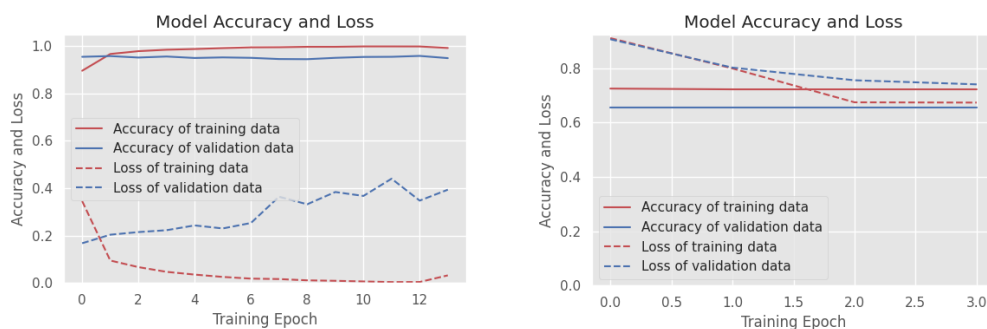 Model Accuracy and Loss
1.0
0.8
0.6
0.4
0.2
0.0
Accuracy and Loss
Accuracy of training data
Accuracy of validation data
Loss of training data
Loss of validation data
0 2 4 6 8 10 12
Training Epoch
Model Accuracy and Loss
0.8
0.6
0.4
0.2
0.0
Accuracy and Loss
Accuracy of training data
Accuracy of validation data
Loss of training data
Loss of validation data
0.0 0.5 1.0 1.5 2.0 2.5 3.0
Training Epoch